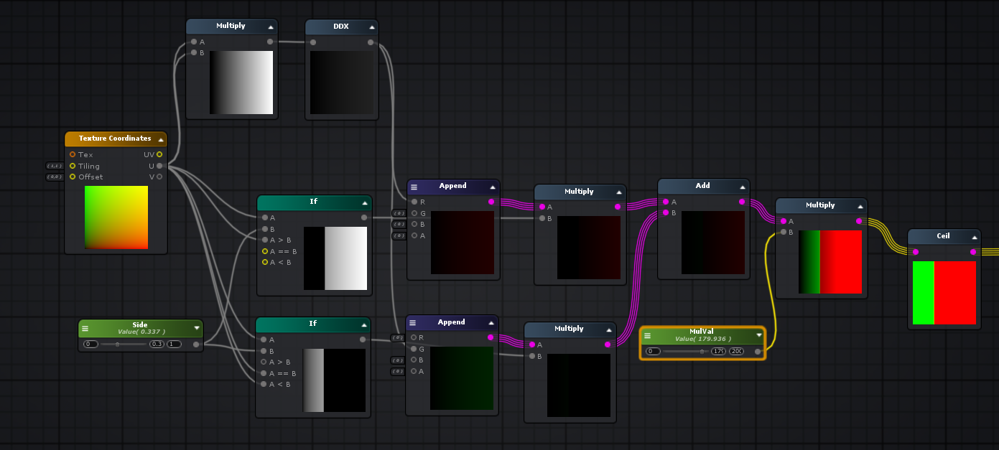 Multiply
A
B
DDX
Texture Coordinates
Tex
UV
( 1,1 )
Tiling
U
( 0,0 )
Offset
V
If
A
B
A > B
A == B
A < B
Append
R
( 0 )
G
( 0 )
B
( 0 )
A
Multiply
A
B
Add
A
B
Multiply
A
B
Ceil
Side
Value( 0.337 )
0
0.3
1
If
A
B
A > B
A == B
A < B
Append
( 0 )
R
G
( 0 )
B
( 0 )
A
Multiply
A
B
MulVal
Value( 179.936 )
0
179
200